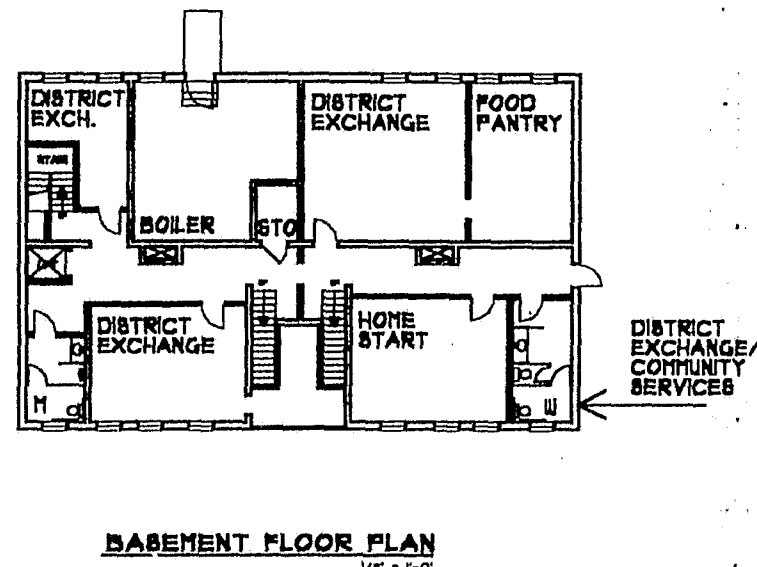 DISTRICT
EXCH.
DISTRICT
EXCHANGE
FOOD
PANTRY
BOILER
STO
DISTRICT
EXCHANGE
HOME
START
DISTRICT
EXCHANGE/
COMMUNITY
SERVICES
M
W
BASEMENT FLOOR PLAN